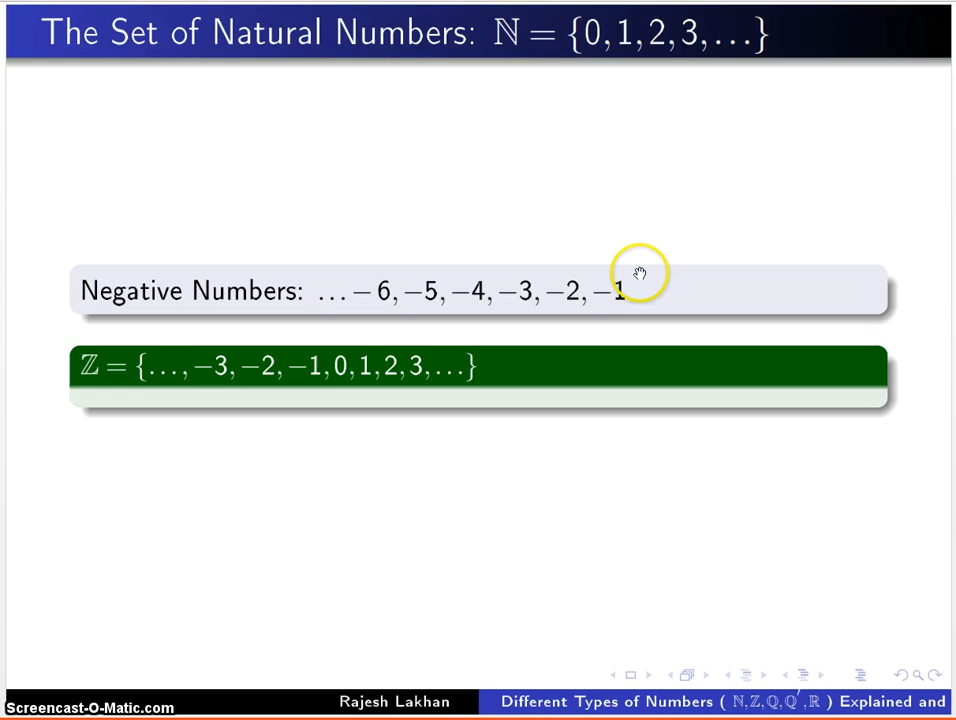 The Set of Natural Numbers: ℕ = {0, 1, 2, 3, ...}
Negative Numbers: ... − 6, −5, −4, −3, −2, −1
ℤ = {..., −3, −2, −1, 0, 1, 2, 3, ...}
Screencast-O-Matic.com
Rajesh Lakhan
Different Types of Numbers ( ℕ,ℤ,ℚ,ℚ′,ℝ ) Explained and